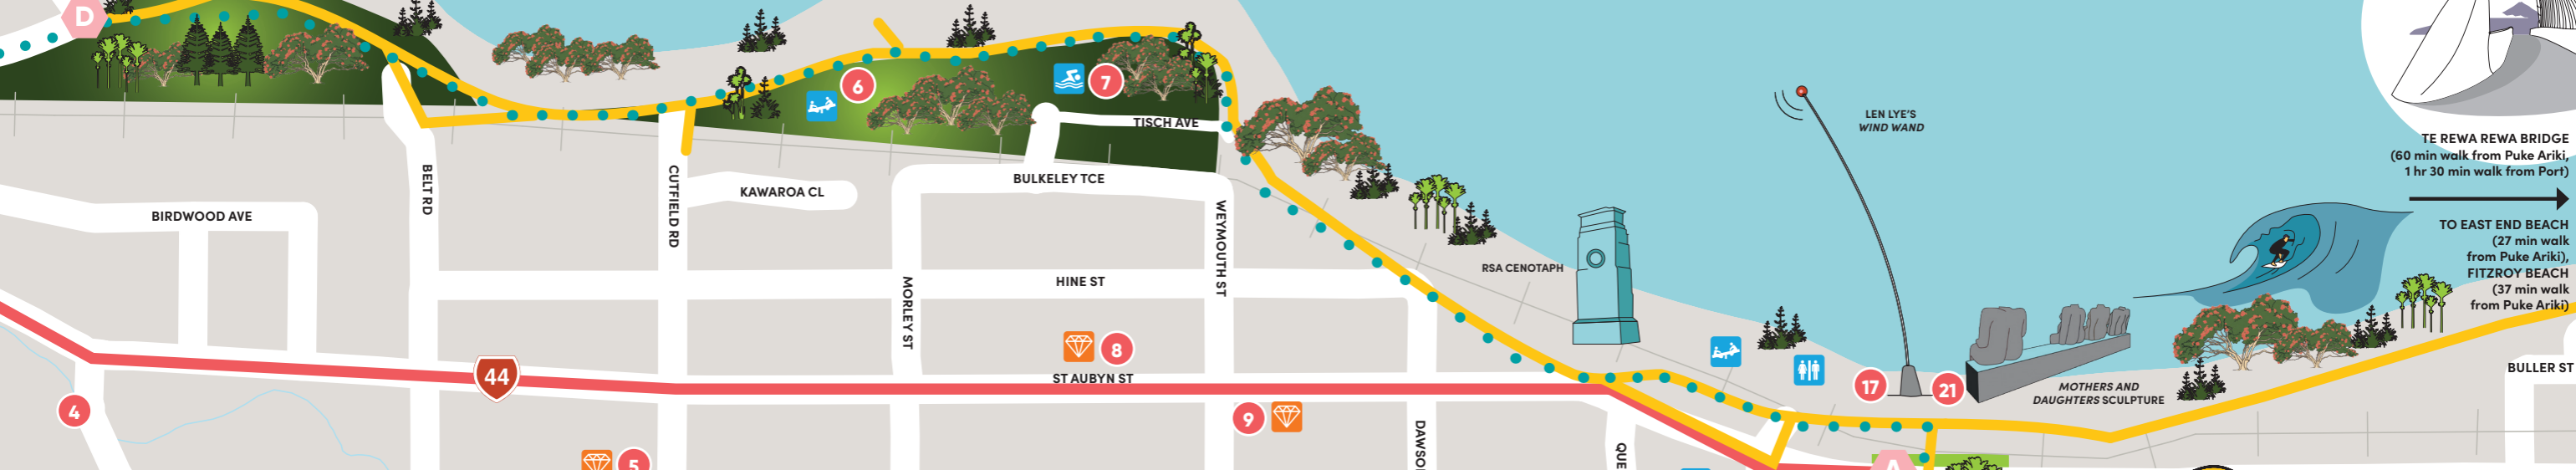 D
6
7
TISCH AVE
LEN LYE'S
WIND WAND
TE REWA REWA BRIDGE
(60 min walk from Puke Ariki,
1 hr 30 min walk from Port)
BELT RD
CUTFIELD RD
KAWAROA CL
BULKELEY TCE
BIRDWOOD AVE
WEYMOUTH ST
TO EAST END BEACH
(27 min walk
from Puke Ariki),
FITZROY BEACH
(37 min walk
from Puke Ariki)
RSA CENOTAPH
HINE ST
MORLEY ST
8
44
ST AUBYN ST
BULLER ST
17
21
MOTHERS AND
DAUGHTERS SCULPTURE
4
9
5
A